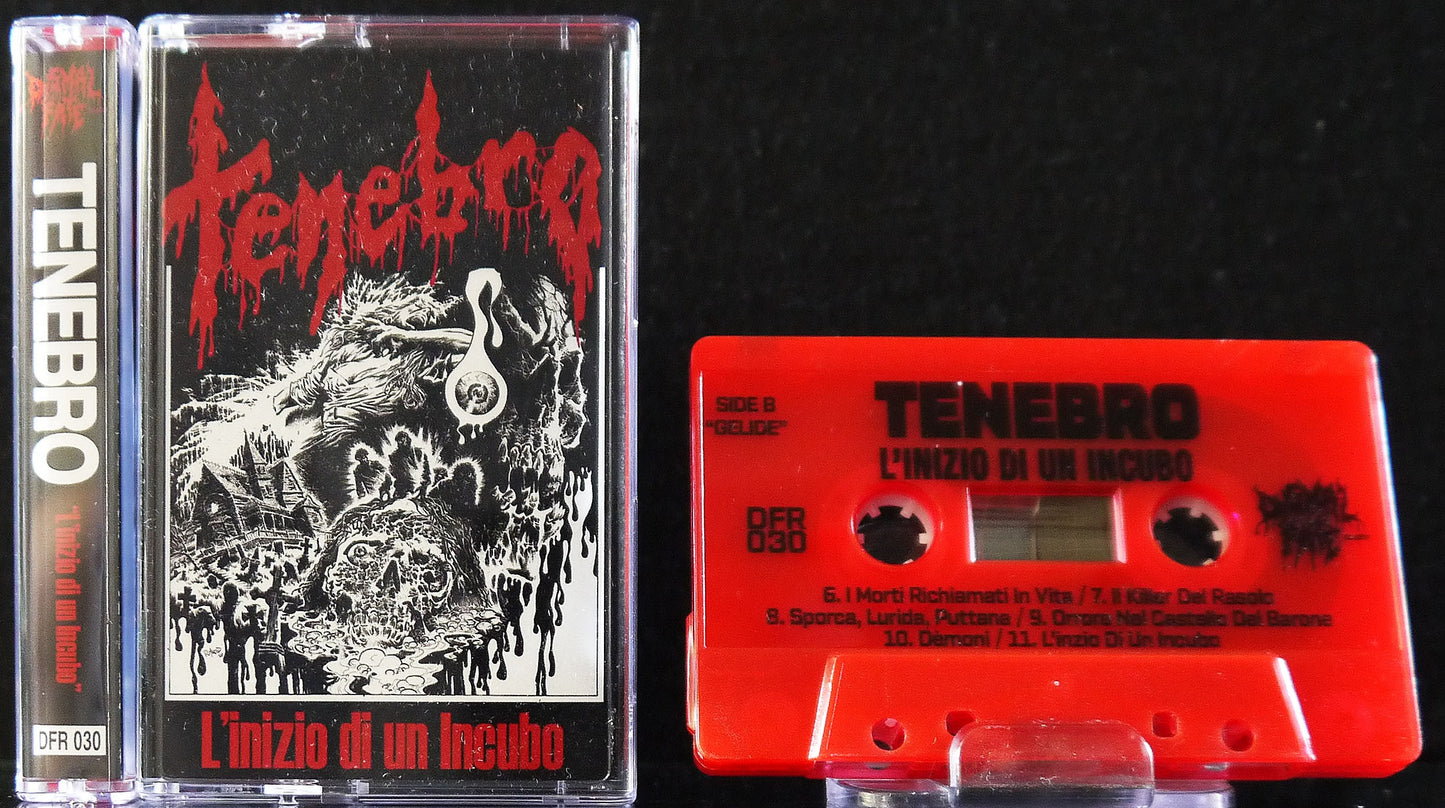 TENEBRO
"L'inizio di un Incubo"
DFR 030
Tenebro
L'inizio di un Incubo
SIDE B
"GELIDE"
TENEBRO
L'INIZIO DI UN INCUBO
DFR
030
6. I Morti Richiamati In Vita / 7. Il Killer Del Rasoio
8. Sporca, Lurida, Puttana / 9. Orrore Nel Castello Del Barone
10. Demoni / 11. L'inzio Di Un Incubo